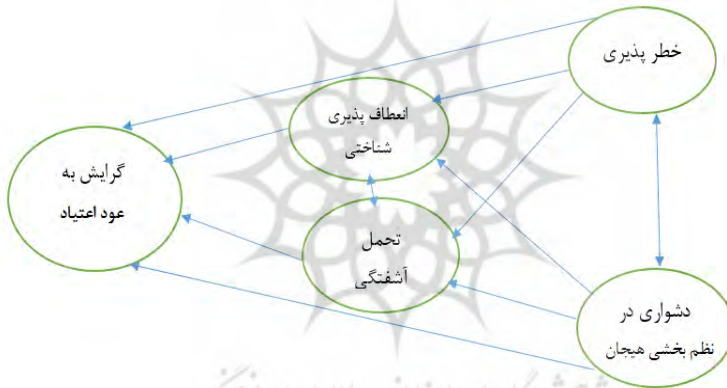 خطر پذیری
انعطاف پذیری
شناختی
گرایش به
عود اعتیاد
تحمل
آشفتگی
دشواری در
نظم بخشی هیجان